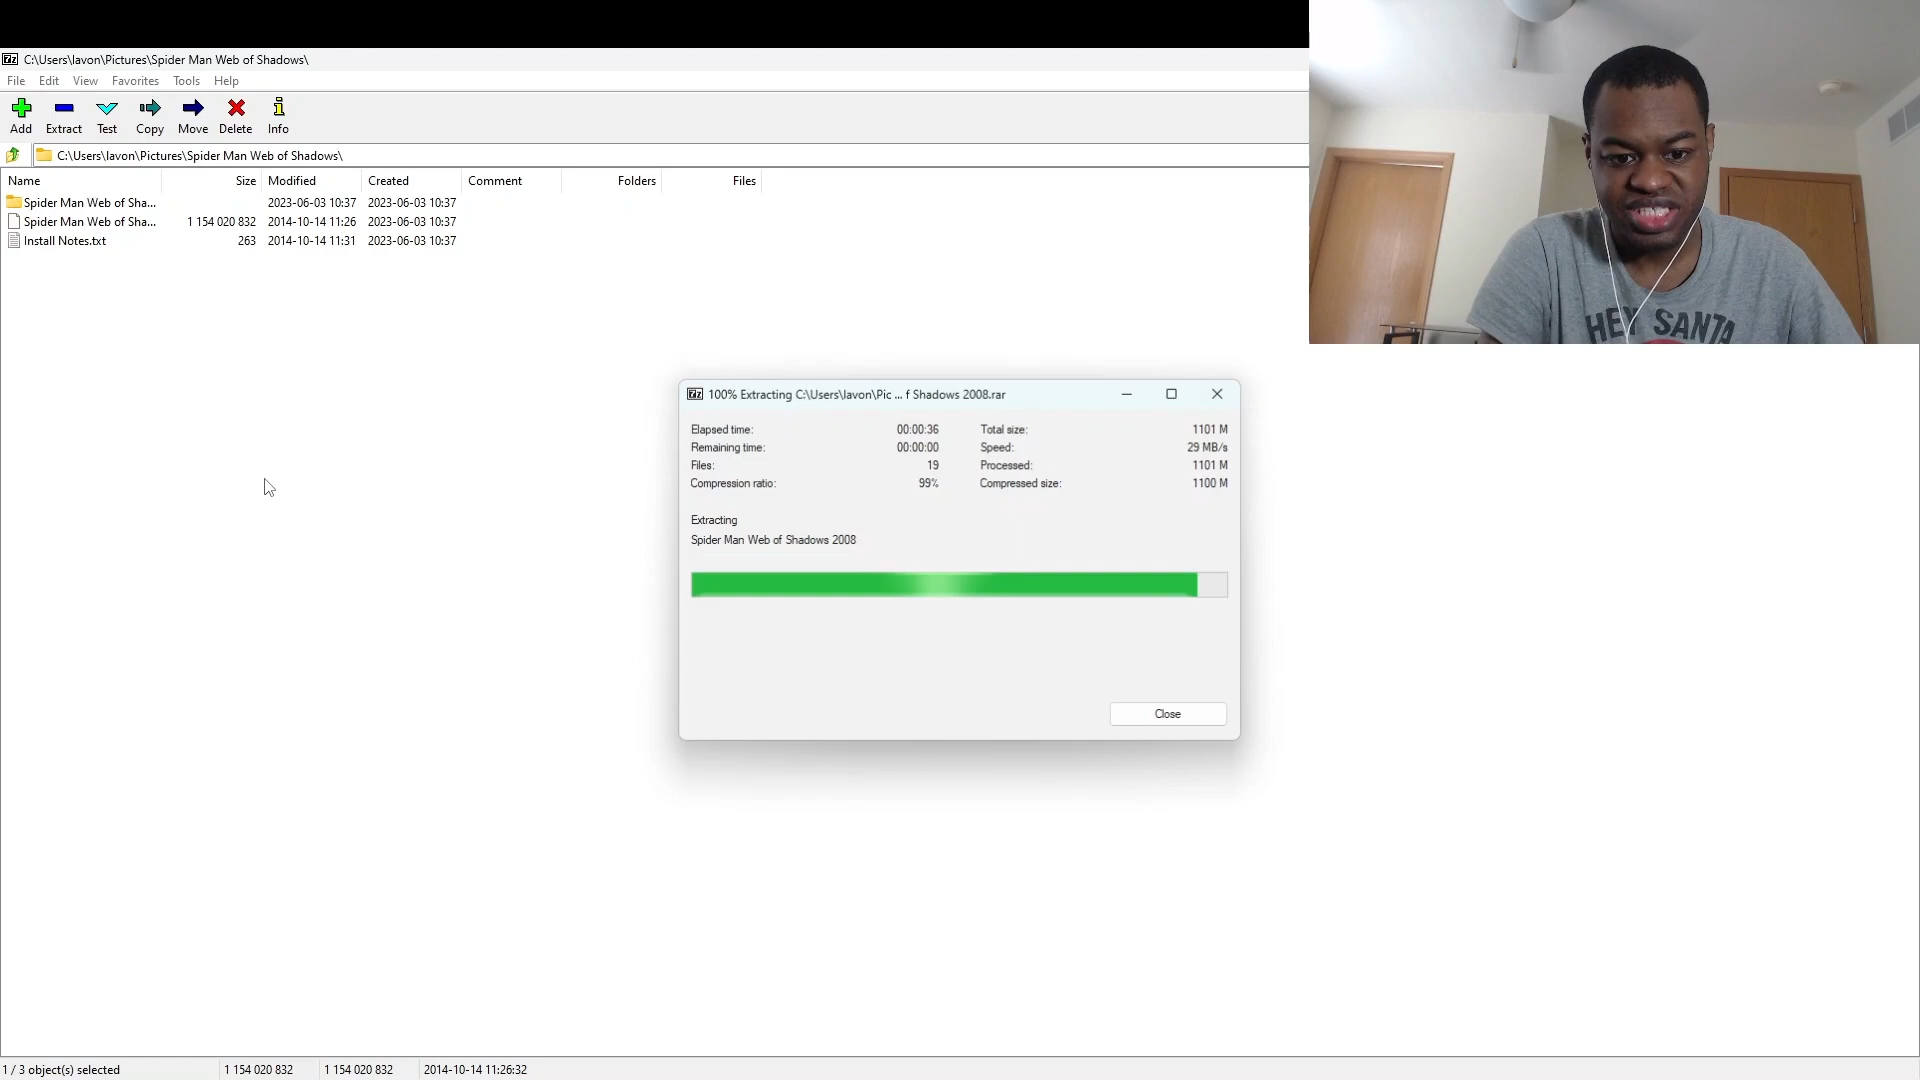 C:\Users\lavon\Pictures\Spider Man Web of Shadows\
File Edit View Favorites Tools Help
Add Extract Test Copy Move Delete Info
C:\Users\lavon\Pictures\Spider Man Web of Shadows\
Name Size Modified Created Comment Folders Files
Spider Man Web of Sha... 2023-06-03 10:37 2023-06-03 10:37
Spider Man Web of Sha... 1 154 020 832 2014-10-14 11:26 2023-06-03 10:37
Install Notes.txt 263 2014-10-14 11:31 2023-06-03 10:37
HEY SANTA
100% Extracting C:\Users\lavon\Pic ... f Shadows 2008.rar
Elapsed time: 00:00:36 Total size: 1101 M
Remaining time: 00:00:00 Speed: 29 MB/s
Files: 19 Processed: 1101 M
Compression ratio: 99% Compressed size: 1100 M
Extracting
Spider Man Web of Shadows 2008
Close
1 / 3 object(s) selected 1 154 020 832 1 154 020 832 2014-10-14 11:26:32